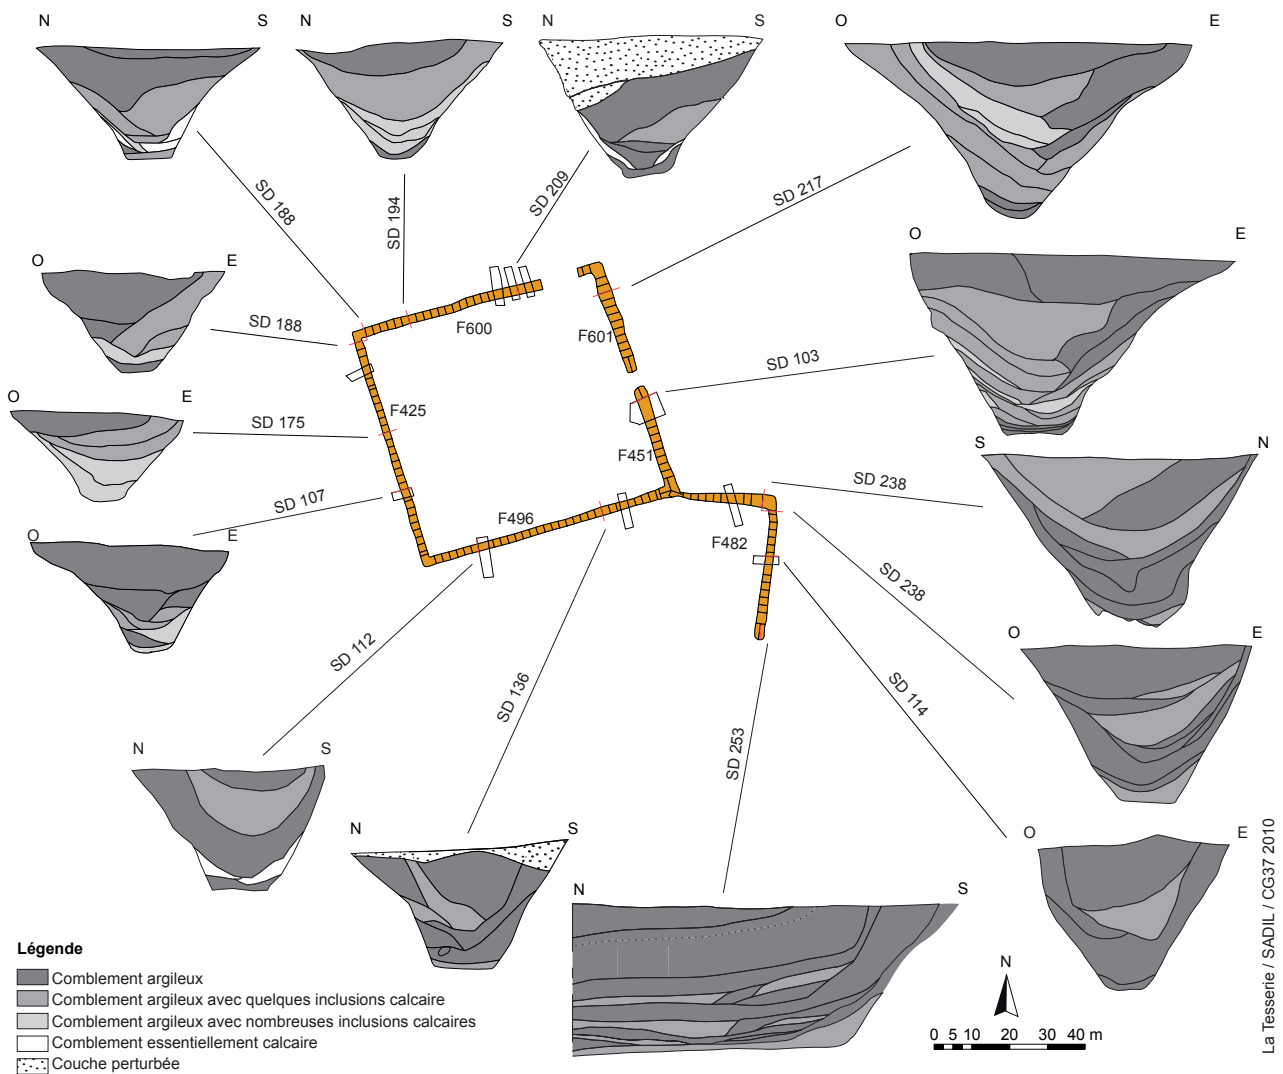 N S
N S
N S
O E
SD 188
SD 194
SD 209
SD 217
O E
O E
SD 188
F600
F601
SD 103
O E
SD 175
F425
F451
S N
SD 238
O E
SD 107
F496
F482
SD 238
O E
SD 112
SD 136
SD 253
SD 114
N S
N S
N S
O E
Légende
Comblement argileux
Comblement argileux avec quelques inclusions calcaire
Comblement argileux avec nombreuses inclusions calcaires
Comblement essentiellement calcaire
Couche perturbée
N
0 5 10 20 30 40 m
La Tesserie / SADIL / CG37 2010